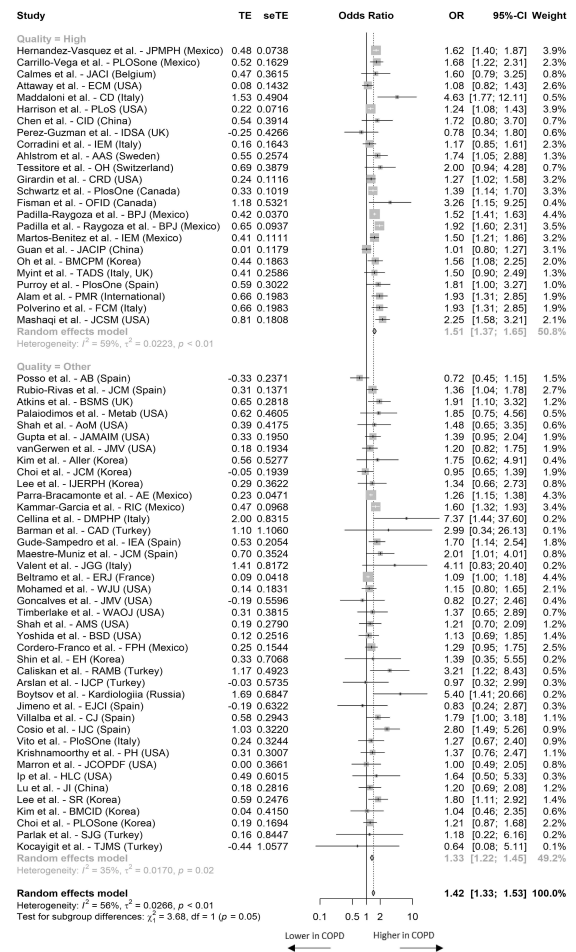 Study TE seTE Odds Ratio OR 95%-CI Weight
Quality = High
Hernandez-Vasquez et al. - JPMPH (Mexico) 0.48 0.0738 1.62 [1.40; 1.87] 3.9%
Carrillo-Vega et al. - PLOSone (Mexico) 0.52 0.1629 1.68 [1.22; 2.31] 2.3%
Calmes et al. - JACI (Belgium) 0.47 0.3615 1.60 [0.79; 3.25] 0.8%
Attaway et al. - ECM (USA) 0.08 0.1432 1.08 [0.82; 1.43] 2.6%
Maddaloni et al. - CD (Italy) 1.53 0.4904 4.63 [1.77; 12.11] 0.4%
Harrison et al. - PLoS (USA) 0.22 0.0716 1.24 [1.08; 1.43] 3.9%
Chen et al. - CID (China) 0.54 0.3914 1.72 [0.80; 3.70] 0.7%
Perez-Guzman et al. - IDSA (UK) -0.25 0.4266 0.78 [0.34; 1.80] 0.6%
Corradini et al. - IEM (Italy) 0.16 0.1643 1.17 [0.85; 1.61] 2.3%
Ahlstrom et al. - AAS (Sweden) 0.55 0.2574 1.74 [1.05; 2.88] 1.3%
Tessitore et al. - OH (Switzerland) 0.69 0.3879 2.00 [0.94; 4.28] 0.7%
Girardin et al. - CRD (USA) 0.24 0.1116 1.27 [1.02; 1.58] 3.2%
Schwartz et al. - PlosOne (Canada) 0.33 0.1019 1.39 [1.14; 1.70] 3.3%
Fisman et al. - OFID (Canada) 1.18 0.5321 3.26 [1.15; 9.25] 0.4%
Padilla-Raygoza et al. - BPJ (Mexico) 0.42 0.0370 1.52 [1.41; 1.63] 4.4%
Padilla et al. - Raygoza et al. - BPJ (Mexico) 0.65 0.0937 1.92 [1.60; 2.31] 3.5%
Martos-Benitez et al. - IEM (Mexico) 0.41 0.1111 1.50 [1.21; 1.86] 3.2%
Guan et al. - JACIP (China) 0.01 0.1179 1.01 [0.80; 1.27] 3.1%
Oh et al. - BMCPM (Korea) 0.44 0.1863 1.56 [1.08; 2.25] 2.0%
Myint et al. - TADS (Italy, UK) 0.41 0.2586 1.50 [0.90; 2.49] 1.3%
Purroy et al. - PlosOne (Spain) 0.59 0.3022 1.81 [1.00; 3.27] 1.0%
Alam et al. - PMR (International) 0.66 0.1983 1.93 [1.31; 2.85] 1.9%
Polverino et al. - FCM (Italy) 0.66 0.1983 1.93 [1.31; 2.85] 1.9%
Mashaqi et al. - JCSM (USA) 0.81 0.1808 2.25 [1.58; 3.21] 2.1%
Random effects model 1.51 [1.37; 1.65] 50.8%
Heterogeneity: I² = 59%, τ² = 0.0223, p < 0.01
Quality = Other
Posso et al. - AB (Spain) -0.33 0.2371 0.72 [0.45; 1.15] 1.5%
Rubio-Rivas et al. - JCM (Spain) 0.31 0.1371 1.36 [1.04; 1.78] 2.7%
Atkins et al. - BSMS (UK) 0.65 0.2818 1.91 [1.10; 3.32] 1.2%
Palaiodimos et al. - Metab (USA) 0.62 0.4605 1.85 [0.75; 4.56] 0.5%
Shah et al. - AoM (USA) 0.39 0.4175 1.48 [0.65; 3.35] 0.6%
Gupta et al. - JAMAIM (USA) 0.33 0.1950 1.39 [0.95; 2.04] 1.9%
vanGerwen et al. - JMV (USA) 0.18 0.1934 1.20 [0.82; 1.75] 1.9%
Kim et al. - Aller (Korea) 0.56 0.5277 1.75 [0.62; 4.91] 0.4%
Choi et al. - JCM (Korea) -0.05 0.1939 0.95 [0.65; 1.39] 1.9%
Lee et al. - IJERPH (Korea) 0.29 0.3622 1.34 [0.66; 2.73] 0.8%
Parra-Bracamonte et al. - AE (Mexico) 0.23 0.0471 1.26 [1.15; 1.38] 4.3%
Kammar-Garcia et al. - RIC (Mexico) 0.47 0.0968 1.60 [1.32; 1.93] 3.4%
Cellina et al. - DMPHP (Italy) 2.00 0.8315 7.37 [1.44; 37.60] 0.2%
Barman et al. - CAD (Turkey) 1.10 1.1060 2.99 [0.34; 26.13] 0.2%
Gude-Sampedro et al. - IEA (Spain) 0.53 0.2054 1.70 [1.14; 2.54] 1.8%
Maestre-Muniz et al. - JCM (Spain) 0.70 0.3524 2.01 [1.01; 4.01] 0.8%
Valent et al. - JGG (Italy) 1.41 0.8172 4.11 [0.83; 20.40] 0.2%
Beltramo et al. - ERJ (France) 0.09 0.0418 1.09 [1.00; 1.18] 4.4%
Mohamed et al. - WJU (USA) 0.14 0.1831 1.15 [0.80; 1.65] 2.1%
Goncalves et al. - JMV (USA) -0.19 0.5596 0.82 [0.27; 2.46] 0.4%
Timberlake et al. - WAOJ (USA) 0.31 0.3815 1.37 [0.65; 2.89] 0.7%
Shah et al. - AMS (USA) 0.19 0.2790 1.21 [0.70; 2.09] 1.2%
Yoshida et al. - BSD (USA) 0.12 0.2516 1.13 [0.69; 1.85] 1.4%
Cordero-Franco et al. - FPH (Mexico) 0.25 0.1544 1.29 [0.95; 1.75] 2.5%
Shin et al. - EH (Korea) 0.33 0.7068 1.39 [0.35; 5.55] 0.2%
Caliskan et al. - RAMB (Turkey) 1.17 0.4923 3.21 [1.22; 8.43] 0.4%
Arslan et al. - IJCP (Turkey) -0.03 0.5735 0.97 [0.32; 2.99] 0.4%
Boytsov et al. - Kardiologiia (Russia) 1.69 0.6847 5.40 [1.41; 20.66] 0.2%
Jimeno et al. - EJCI (Spain) -0.19 0.6322 0.83 [0.24; 2.87] 0.3%
Villalba et al. - CJ (Spain) 0.58 0.2943 1.79 [1.00; 3.18] 1.1%
Cosio et al. - IJC (Spain) 1.03 0.3220 2.80 [1.49; 5.26] 0.9%
Vito et al. - PloSOne (Italy) 0.24 0.3244 1.27 [0.67; 2.40] 0.9%
Krishnamoorthy et al. - PH (USA) 0.31 0.3007 1.37 [0.76; 2.47] 1.0%
Marron et al. - JCOPDF (USA) 0.00 0.3661 1.00 [0.49; 2.05] 0.8%
Ip et al. - HLC (USA) 0.49 0.6015 1.64 [0.50; 5.33] 0.3%
Lu et al. - JI (China) 0.18 0.2816 1.20 [0.69; 2.08] 1.2%
Lee et al. - SR (Korea) 0.59 0.2476 1.80 [1.11; 2.92] 1.4%
Kim et al. - BMCID (Korea) 0.04 0.4150 1.04 [0.46; 2.35] 0.6%
Choi et al. - PLOSone (Korea) 0.19 0.1694 1.21 [0.87; 1.68] 2.2%
Parlak et al. - SJG (Turkey) 0.16 0.8447 1.18 [0.22; 6.16] 0.2%
Kocayigit et al. - TJMS (Turkey) -0.44 1.0577 0.64 [0.08; 5.11] 0.1%
Random effects model 1.33 [1.22; 1.45] 49.2%
Heterogeneity: I² = 35%, τ² = 0.0170, p = 0.02
Random effects model 1.42 [1.33; 1.53] 100.0%
Heterogeneity: I² = 56%, τ² = 0.0266, p < 0.01
Test for subgroup differences: χ²₁ = 3.68, df = 1 (p = 0.05)
0.1 0.5 1 2 10
Lower in COPD Higher in COPD